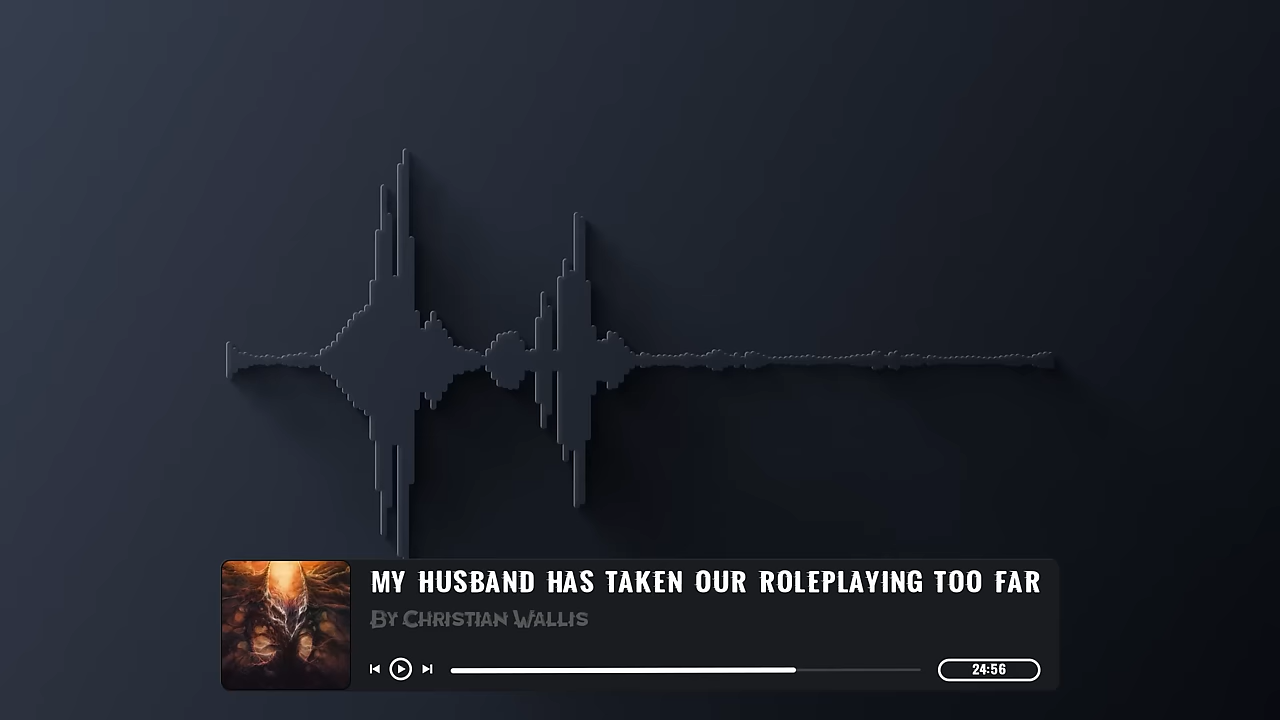 MY HUSBAND HAS TAKEN OUR ROLEPLAYING TOO FAR
BY CHRISTIAN WALLIS
24:56